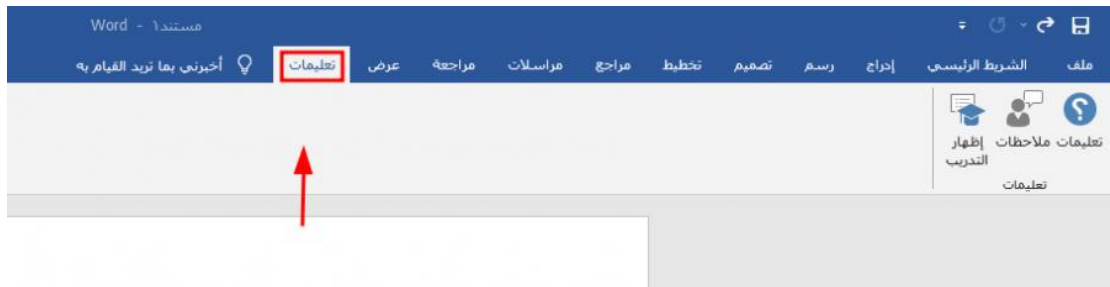 مستند١ - Word
ملف الشريط الرئيسي إدراج رسم تصميم تخطيط مراجع مراسلات مراجعة عرض تعليمات أخبرني بما تريد القيام به
تعليمات ملاحظات إظهار
التدريب
تعليمات